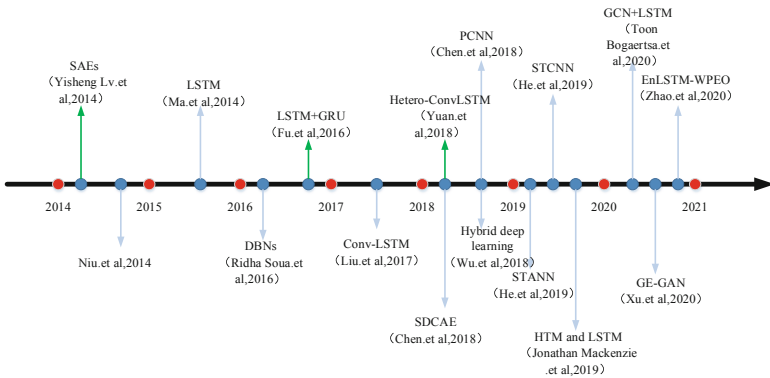 SAEs
（Yisheng Lv.et
al,2014）
LSTM
（Ma.et al,2014）
LSTM+GRU
（Fu.et al,2016）
Hetero-ConvLSTM
（Yuan.et
al,2018）
PCNN
（Chen.et al,2018）
STCNN
（He.et al,2019）
GCN+LSTM
（Toon
Bogaertsa.et
al,2020）
EnLSTM-WPEO
（Zhao.et al,2020）
2014
2015
2016
2017
2018
2019
2020
2021
Niu.et al,2014
DBNs
（Ridha Soua.et
al,2016）
Conv-LSTM
（Liu.et al,2017）
SDCAE
（Chen.et al,2018）
Hybrid deep
learning
（Wu.et al,2018）
STANN
（He.et al,2019）
HTM and LSTM
（Jonathan Mackenzie
.et al,2019）
GE-GAN
（Xu.et al,2020）